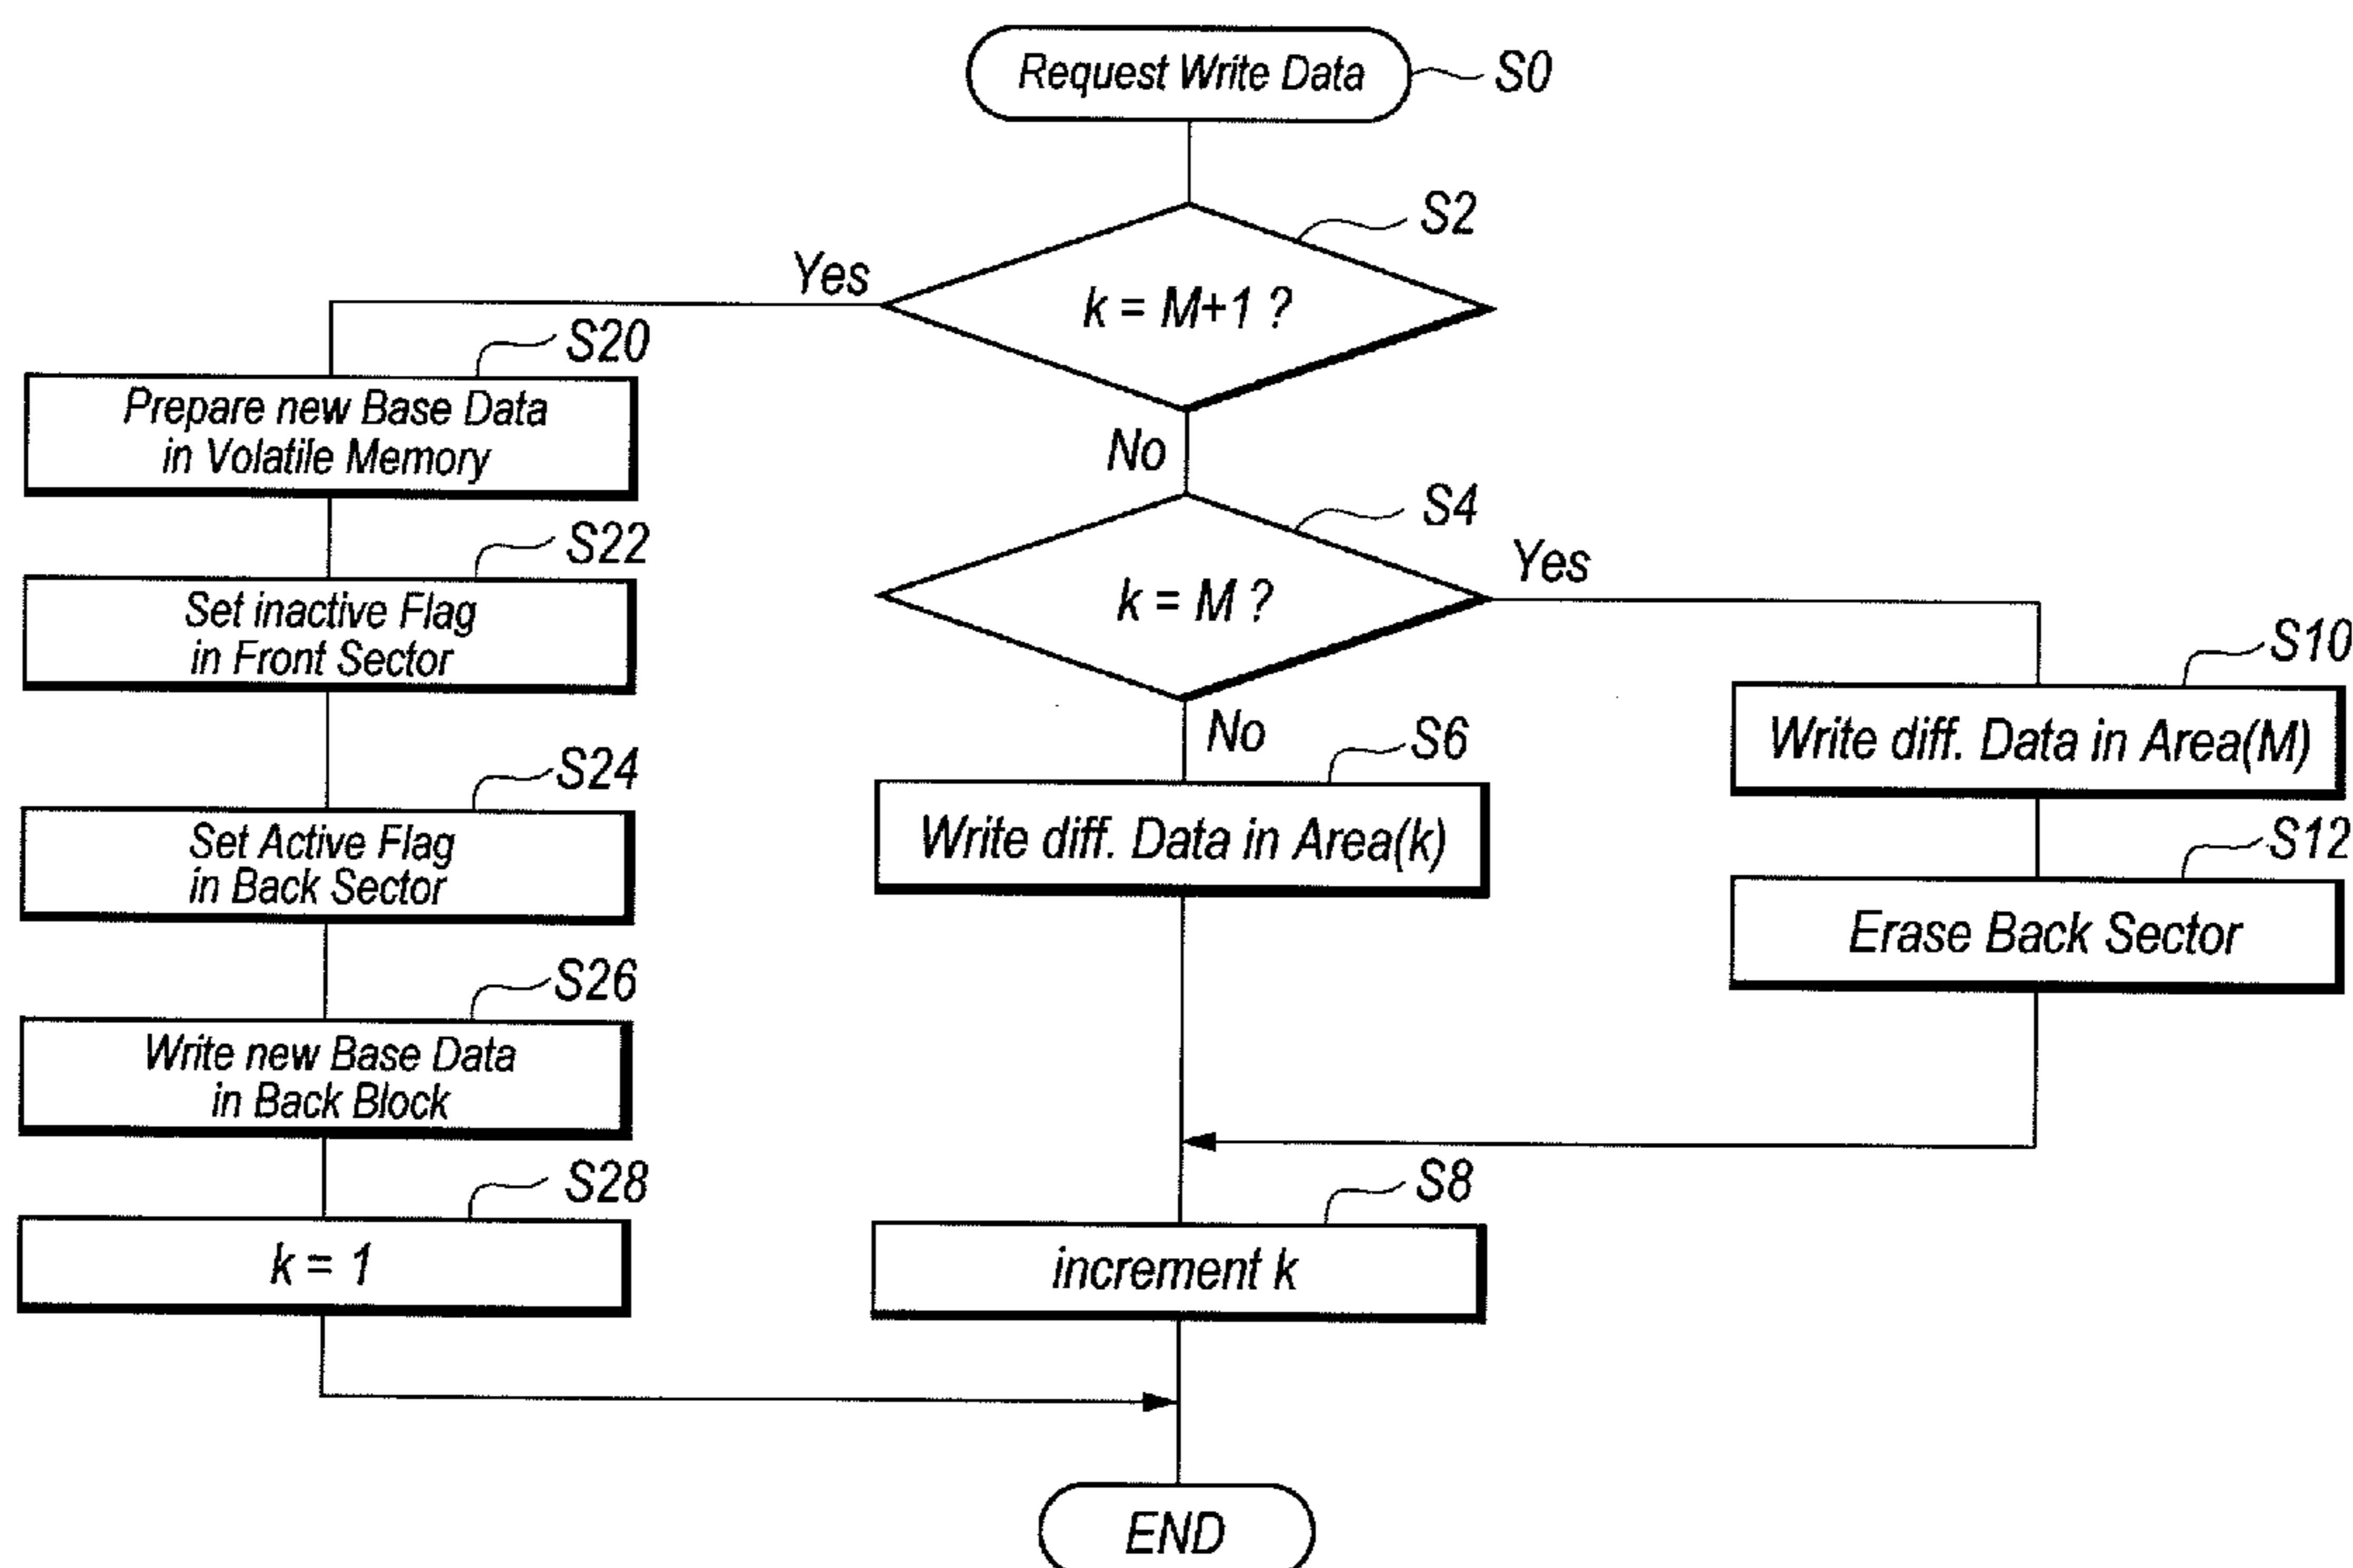 Request Write Data
S0
S2
k = M+1 ?
Yes
No
S20
Prepare new Base Data
in Volatile Memory
S22
Set inactive Flag
in Front Sector
S24
Set Active Flag
in Back Sector
S26
Write new Base Data
in Back Block
S28
k = 1
S4
k = M ?
Yes
No
S6
Write diff. Data in Area(k)
S10
Write diff. Data in Area(M)
S12
Erase Back Sector
S8
increment k
END